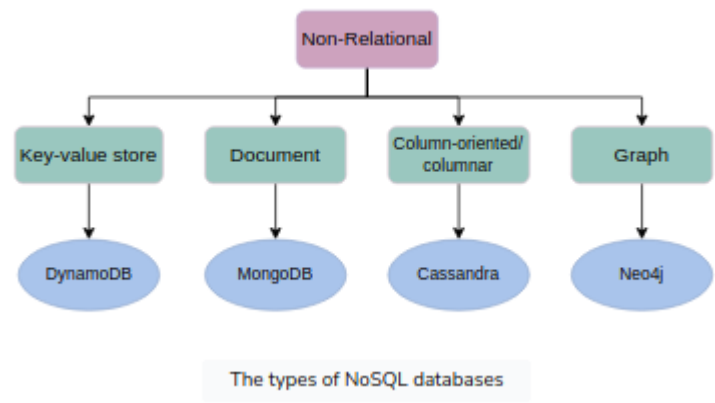 Non-Relational
Key-value store
Document
Column-oriented/
columnar
Graph
DynamoDB
MongoDB
Cassandra
Neo4j
The types of NoSQL databases